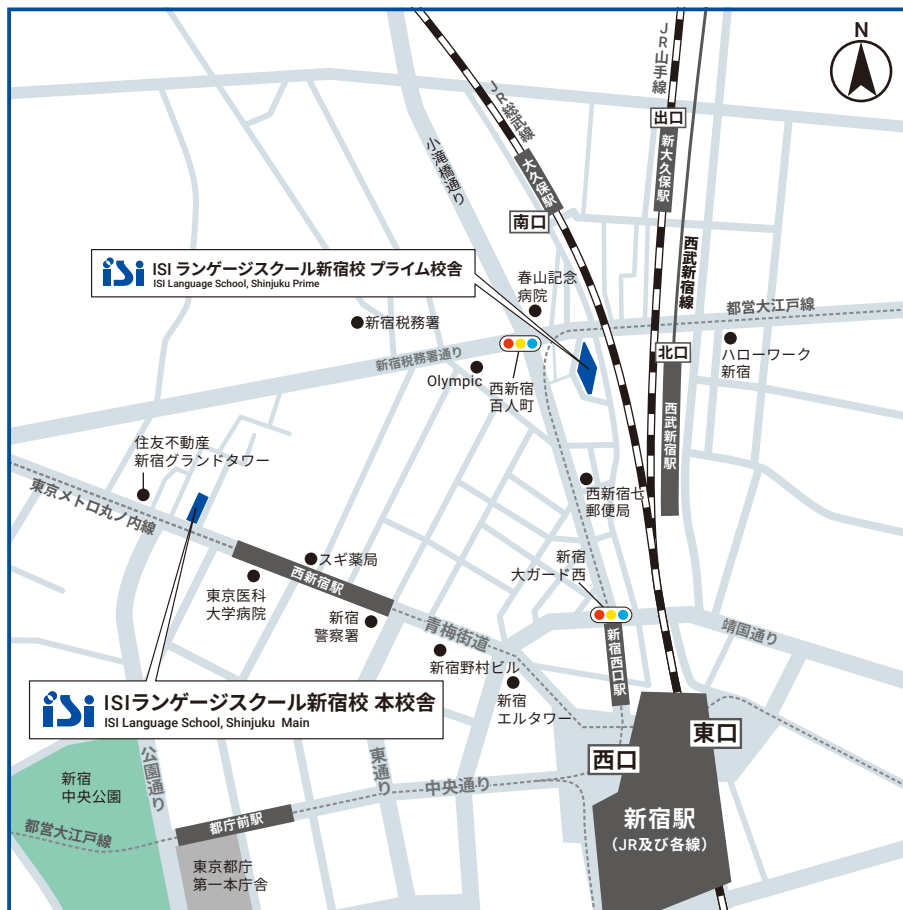 N
JR山手線
JR総武線
出口
新大久保駅
小滝橋通り
大久保駅
南口
西武新宿線
iSi ランゲージスクール新宿校 プライム校舎
ISI Language School, Shinjuku Prime
春山記念
病院
都営大江戸線
新宿税務署
新宿税務署通り
北口
ハローワーク
新宿
Olympic
西新宿
百人町
西武新宿駅
住友不動産
新宿グランドタワー
東京メトロ丸ノ内線
西新宿七
郵便局
スギ薬局
西新宿駅
新宿
大ガード西
東京医科
大学病院
新宿
警察署
青梅街道
靖国通り
新宿西口駅
新宿野村ビル
新宿
エルタワー
iSi ISIランゲージスクール新宿校 本校舎
ISI Language School, Shinjuku Main
東口
西口
公園通り
東通り
中央通り
新宿
中央公園
都庁前駅
都営大江戸線
新宿駅
（JR及び各線）
東京都庁
第一本庁舎